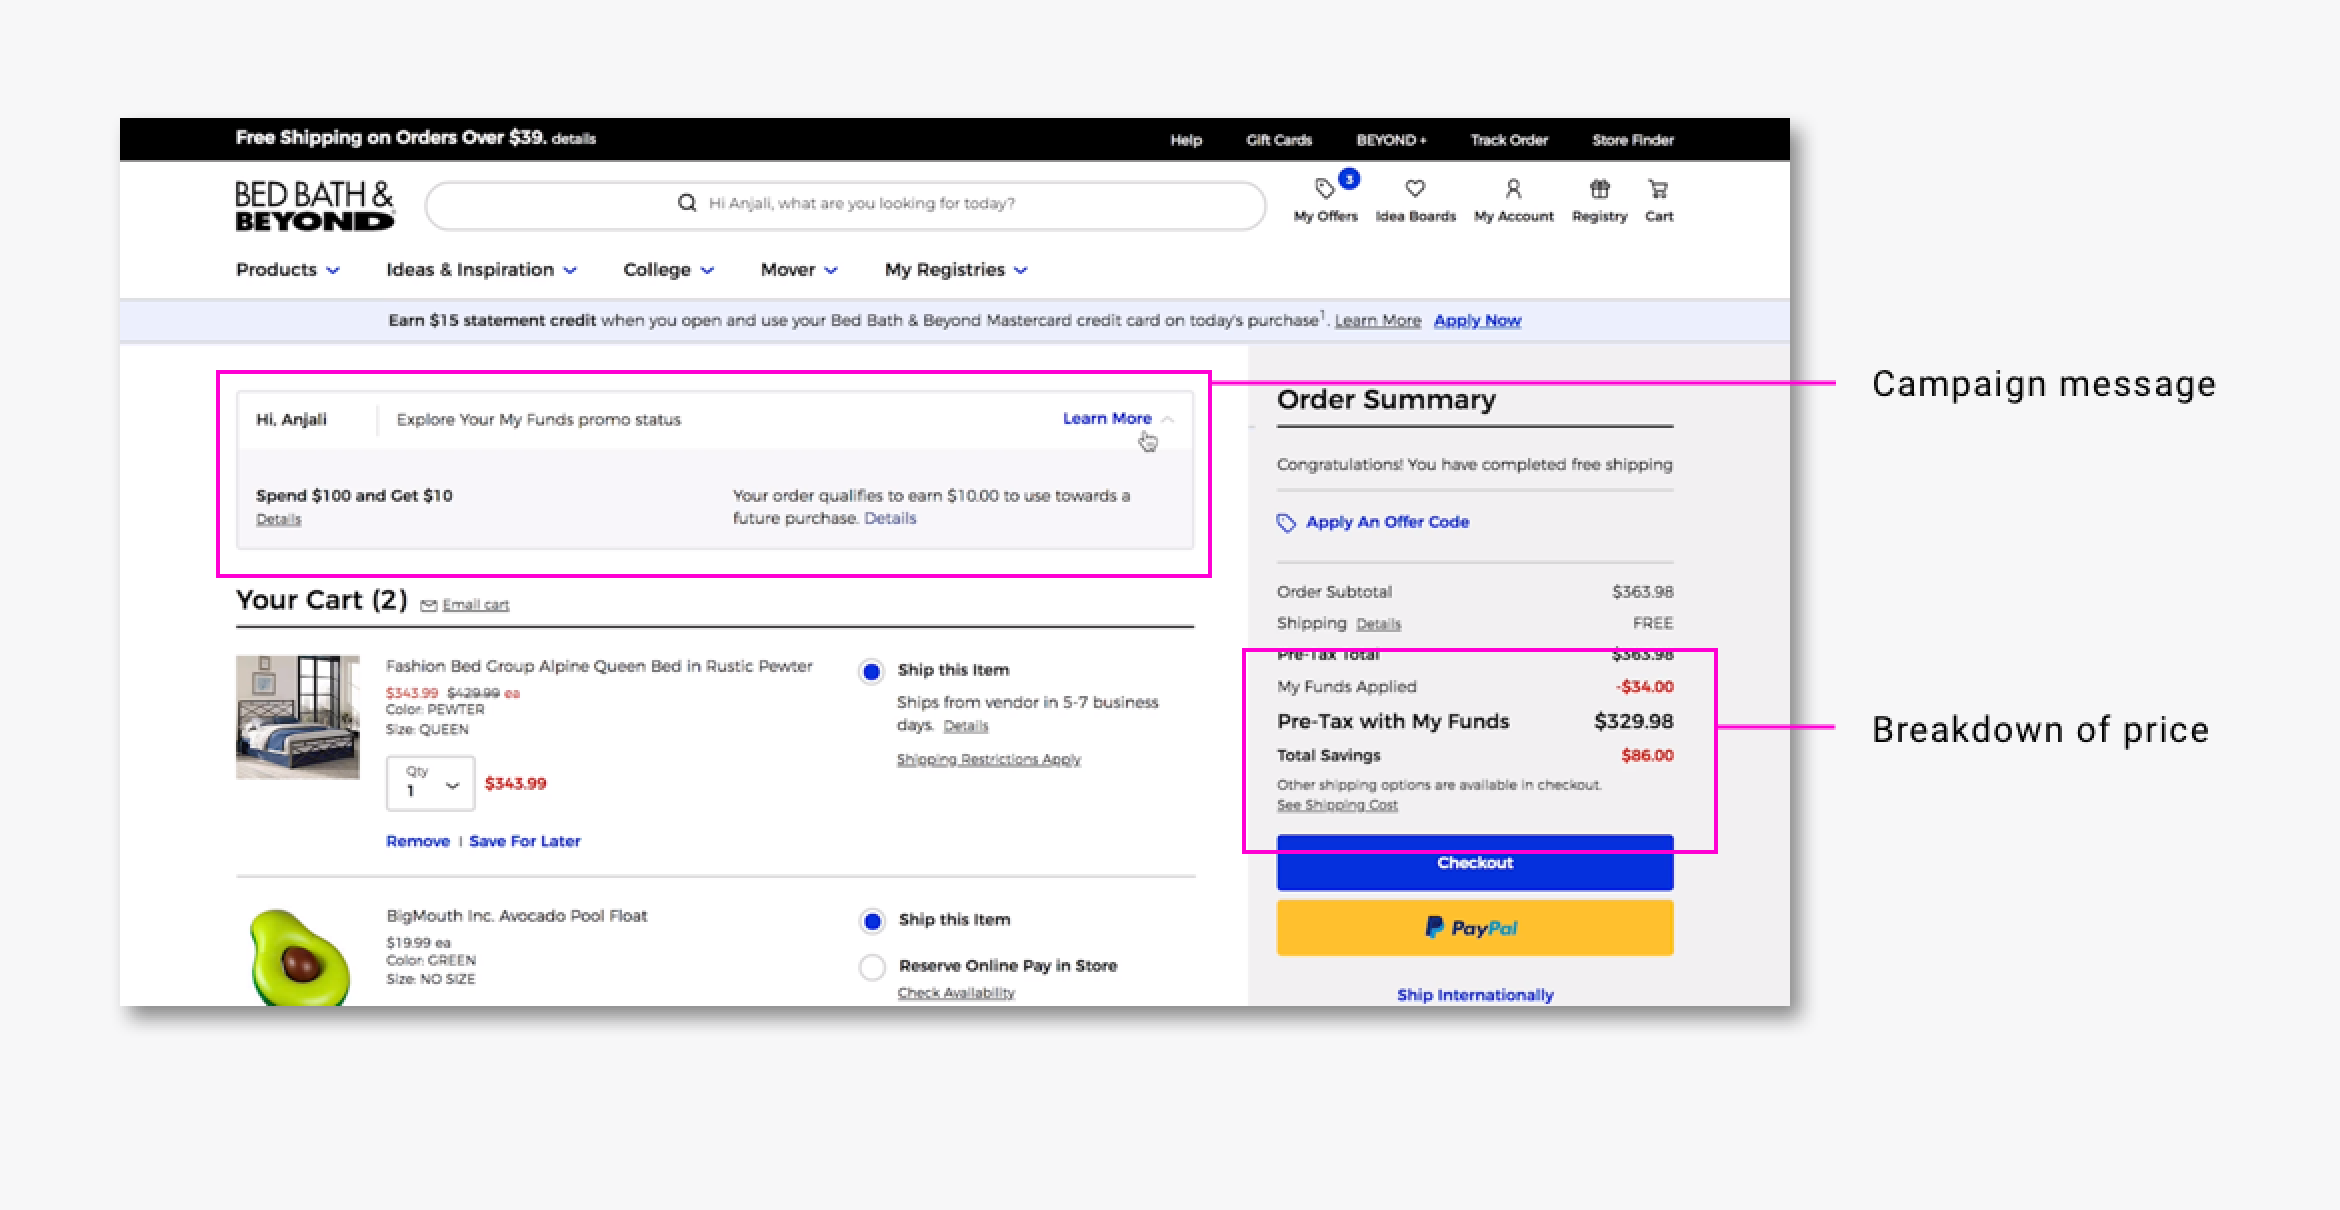 Free Shipping on Orders Over $39. details
Help Gift Cards BEYOND + Track Order Store Finder
BED BATH &
BEYOND
Hi Anjali, what are you looking for today?
3
My Offers Idea Boards My Account Registry Cart
Products Ideas & Inspiration College Mover My Registries
Earn $15 statement credit when you open and use your Bed Bath & Beyond Mastercard credit card on today's purchase1. Learn More Apply Now
Hi, Anjali Explore Your My Funds promo status Learn More
Spend $100 and Get $10
Details
Your order qualifies to earn $10.00 to use towards a
future purchase. Details
Your Cart (2) Email cart
Fashion Bed Group Alpine Queen Bed in Rustic Pewter
$343.99 $429.99 ea
Color: PEWTER
Size: QUEEN
Qty
1
$343.99
Remove | Save For Later
Ship this Item
Ships from vendor in 5-7 business
days. Details
Shipping Restrictions Apply
BigMouth Inc. Avocado Pool Float
$19.99 ea
Color: GREEN
Size: NO SIZE
Ship this Item
Reserve Online Pay in Store
Check Availability
Order Summary
Congratulations! You have completed free shipping
Apply An Offer Code
Order Subtotal $363.98
Shipping Details FREE
Pre-Tax Total $363.98
My Funds Applied -$34.00
Pre-Tax with My Funds $329.98
Total Savings $86.00
Other shipping options are available in checkout.
See Shipping Cost
Checkout
PayPal
Ship Internationally
Campaign message
Breakdown of price